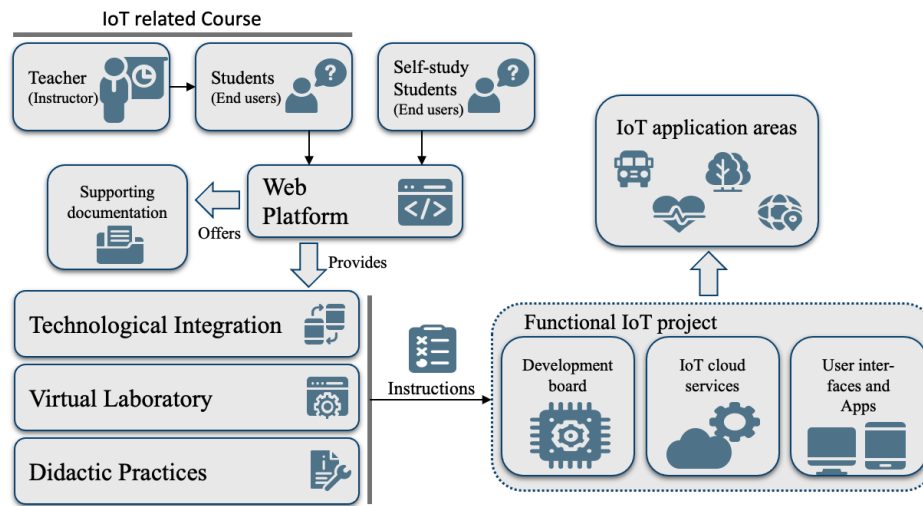 IoT related Course
Teacher
(Instructor)
Students
(End users)
Self-study
Students
(End users)
IoT application areas
Supporting
documentation
Offers
Web
Platform
Provides
Technological Integration
Virtual Laboratory
Didactic Practices
Instructions
Functional IoT project
Development
board
IoT cloud
services
User inter-
faces and
Apps